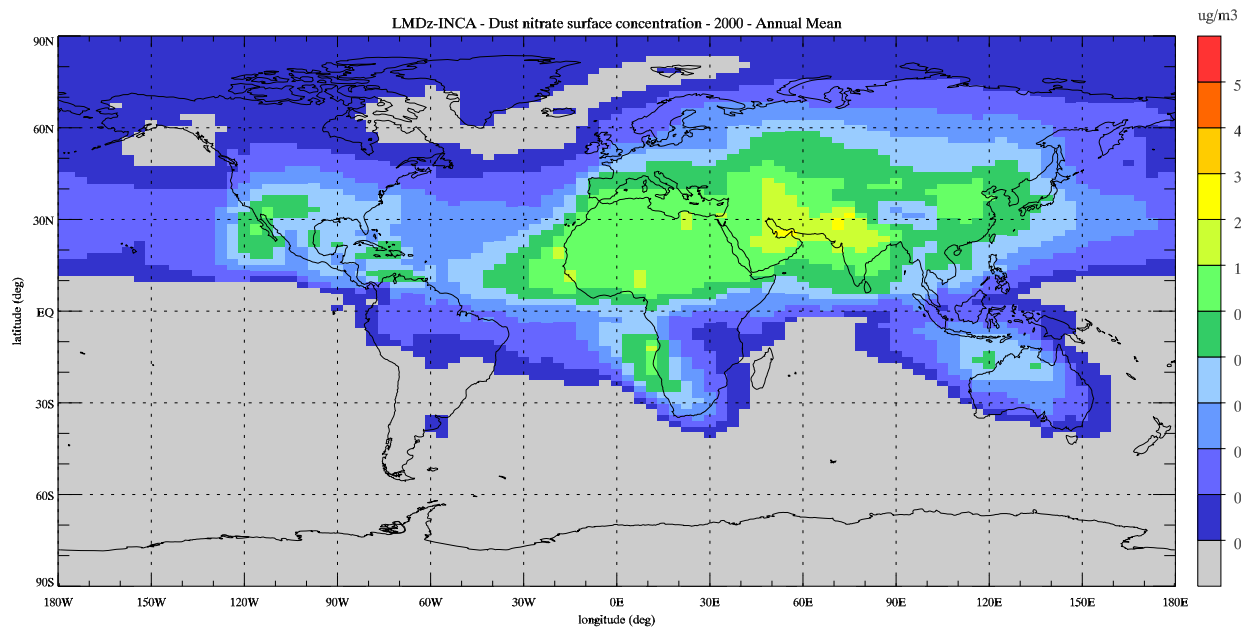 LMDz-INCA - Dust nitrate surface concentration - 2000 - Annual Mean
ug/m3
90N
60N
30N
EQ
30S
60S
90S
latitude (deg)
180W 150W 120W 90W 60W 30W 0E 30E 60E 90E 120E 150E 180E
longitude (deg)
5
4
3
2
1
0
0
0
0
0
0